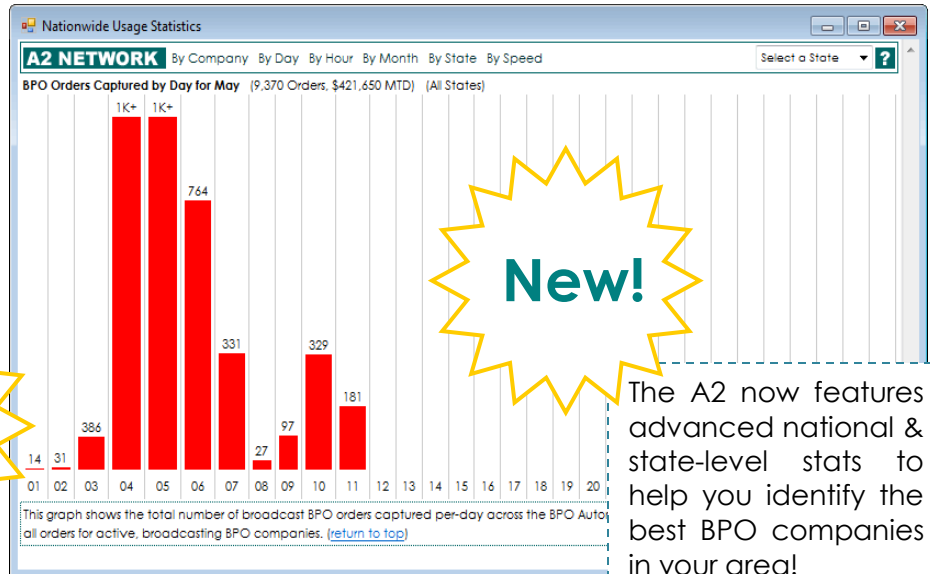 Nationwide Usage Statistics
A2 NETWORK By Company By Day By Hour By Month By State By Speed Select a State ?
BPO Orders Captured by Day for May (9,370 Orders, $421,650 MTD) (All States)
1K+ 1K+
764
331 329
386 181
97
14 31 27
01 02 03 04 05 06 07 08 09 10 11 12 13 14 15 16 17 18 19 20
This graph shows the total number of broadcast BPO orders captured per-day across the BPO
all orders for active, broadcasting BPO companies. (return to top)
New!
The A2 now features
advanced national &
state-level stats to
help you identify the
best BPO companies
in your area!